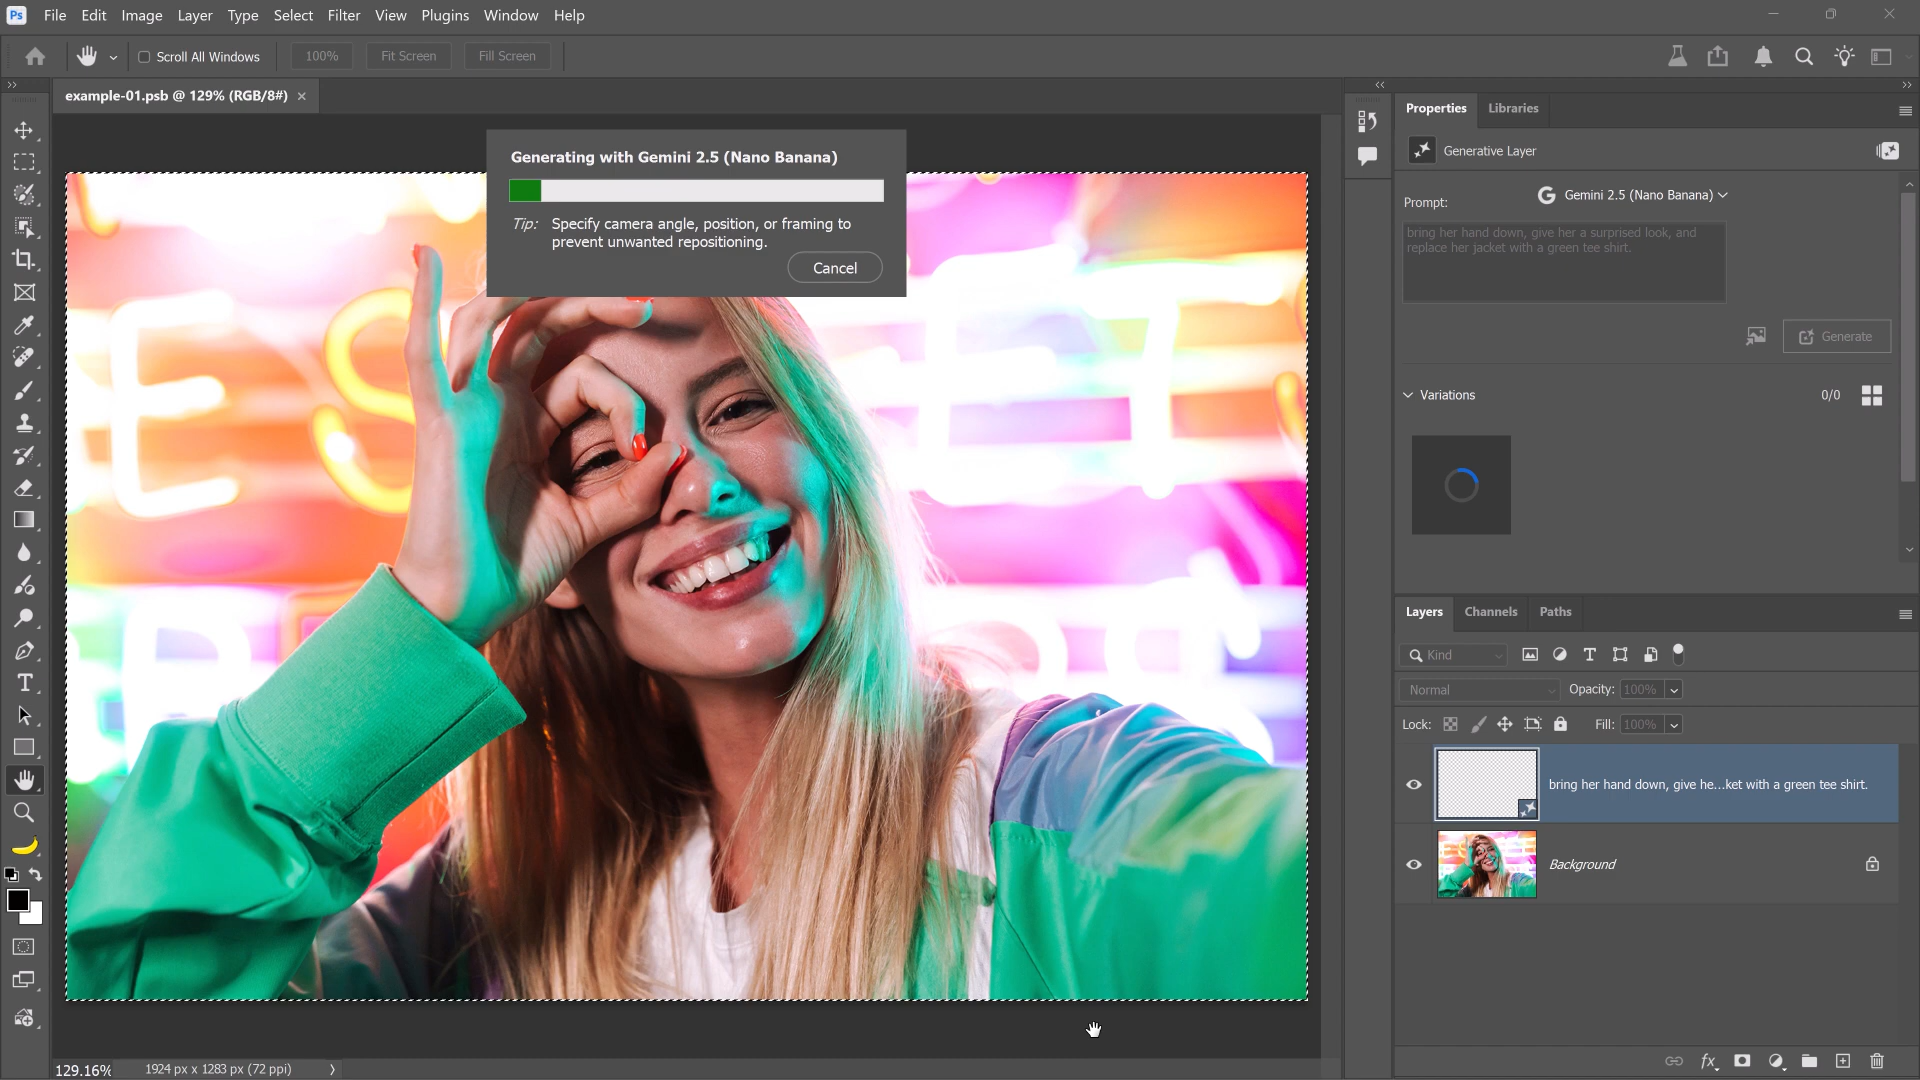 Ps File Edit Image Layer Type Select Filter View Plugins Window Help
Scroll All Windows 100% Fit Screen Fill Screen
example-01.psb @ 129% (RGB/8#)
Generating with Gemini 2.5 (Nano Banana)
Tip: Specify camera angle, position, or framing to
prevent unwanted repositioning.
Cancel
Properties Libraries
Generative Layer
Prompt: Gemini 2.5 (Nano Banana)
bring her hand down, give her a surprised look, and
replace her jacket with a green tee shirt.
Generate
Variations 0/0
Layers Channels Paths
Kind
Normal Opacity: 100%
Lock: Fill: 100%
bring her hand down, give he...ket with a green tee shirt.
Background
129.16% 1924 px x 1283 px (72 ppi)